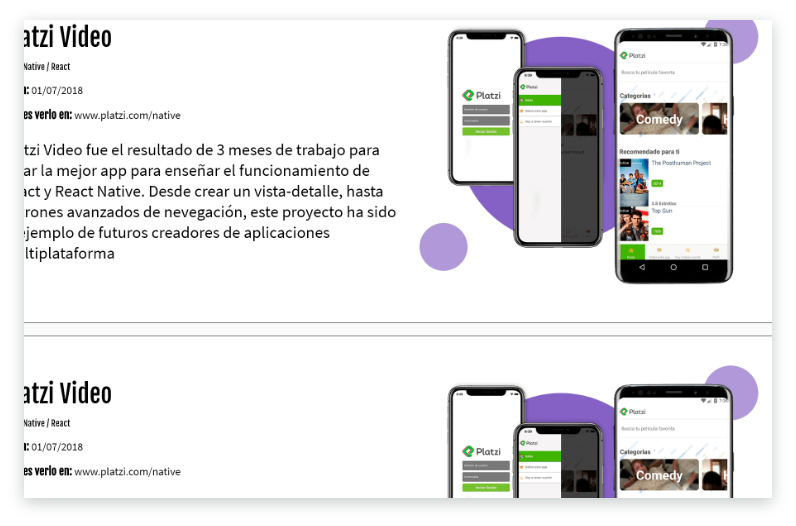 atzi Video
Native / React
n: 01/07/2018
es verlo en: www.platzi.com/native
tzi Video fue el resultado de 3 meses de trabajo para
ar la mejor app para enseñar el funcionamiento de
act y React Native. Desde crear un vista-detalle, hasta
rones avanzados de nevegación, este proyecto ha sido
ejemplo de futuros creadores de aplicaciones
ltiplataforma
Platzi
Iniciar Sesión
Platzi
Platzi
Busca tu película favorita
Categorías
Comedy
Recomendado para ti
The Posthuman Project
Top Gun
atzi Video
Native / React
n: 01/07/2018
es verlo en: www.platzi.com/native
Platzi
Iniciar Sesión
Platzi
Platzi
Busca tu película favorita
Categorías
Comedy